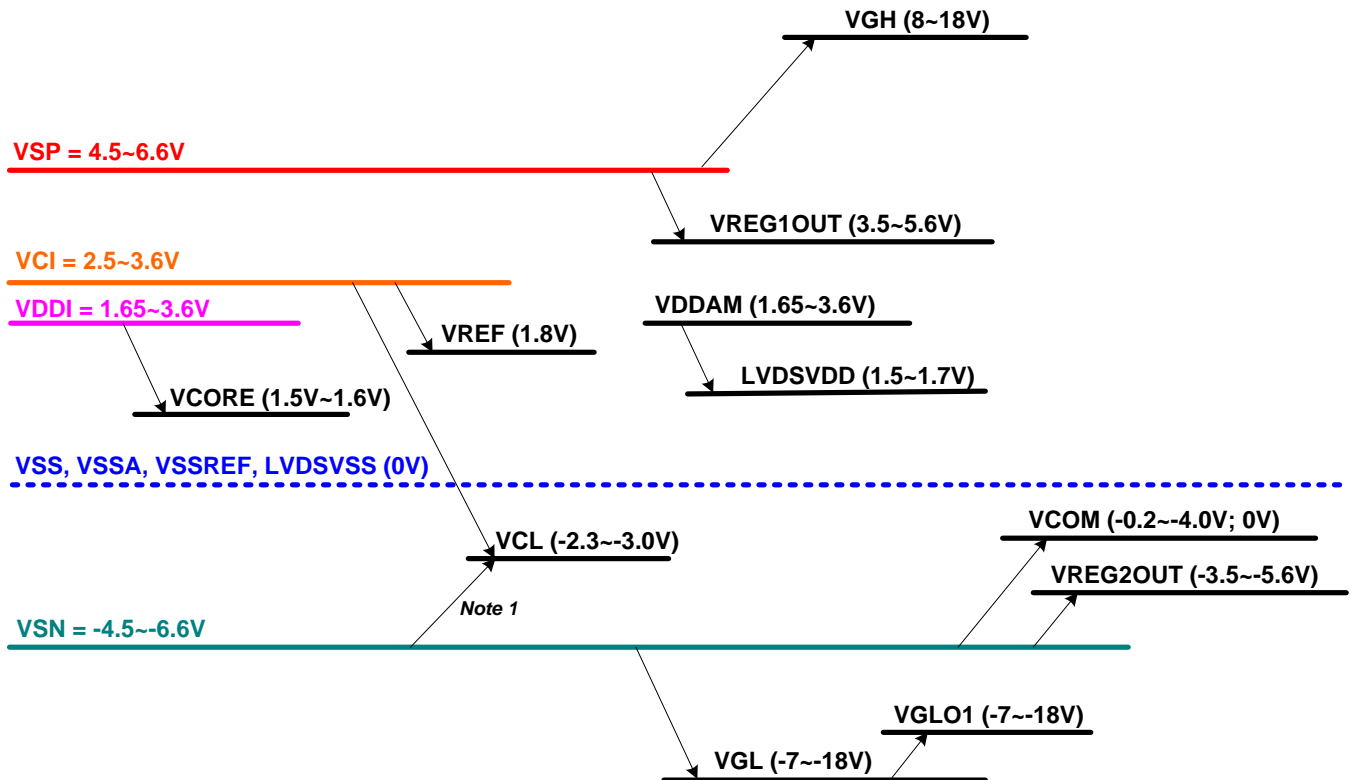 VGH (8~18V)
VSP = 4.5~6.6V
VREG1OUT (3.5~5.6V)
VCI = 2.5~3.6V
VDDI = 1.65~3.6V
VDDAM (1.65~3.6V)
VREF (1.8V)
LVDSVDD (1.5~1.7V)
VCORE (1.5V~1.6V)
VSS, VSSA, VSSREF, LVDSVSS (0V)
VCOM (-0.2~-4.0V; 0V)
VCL (-2.3~-3.0V)
VREG2OUT (-3.5~-5.6V)
Note 1
VSN = -4.5~-6.6V
VGLO1 (-7~-18V)
VGL (-7~-18V)